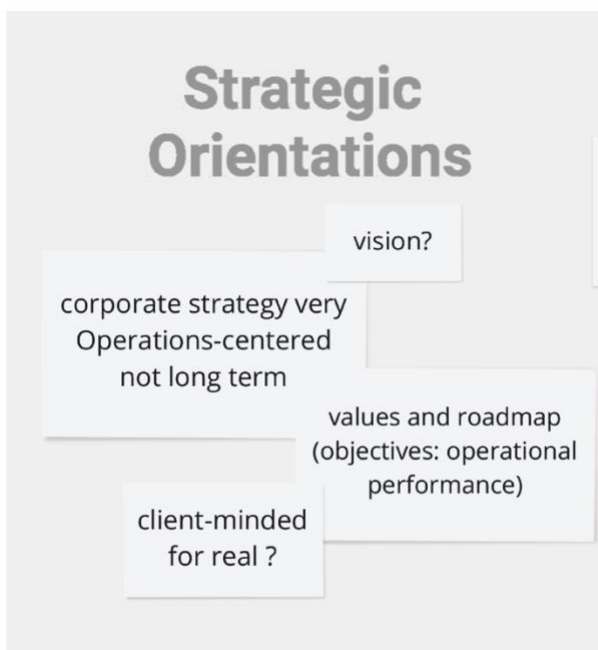 Strategic
Orientations
vision?
corporate strategy very
Operations-centered
not long term
values and roadmap
(objectives: operational
performance)
client-minded
for real ?